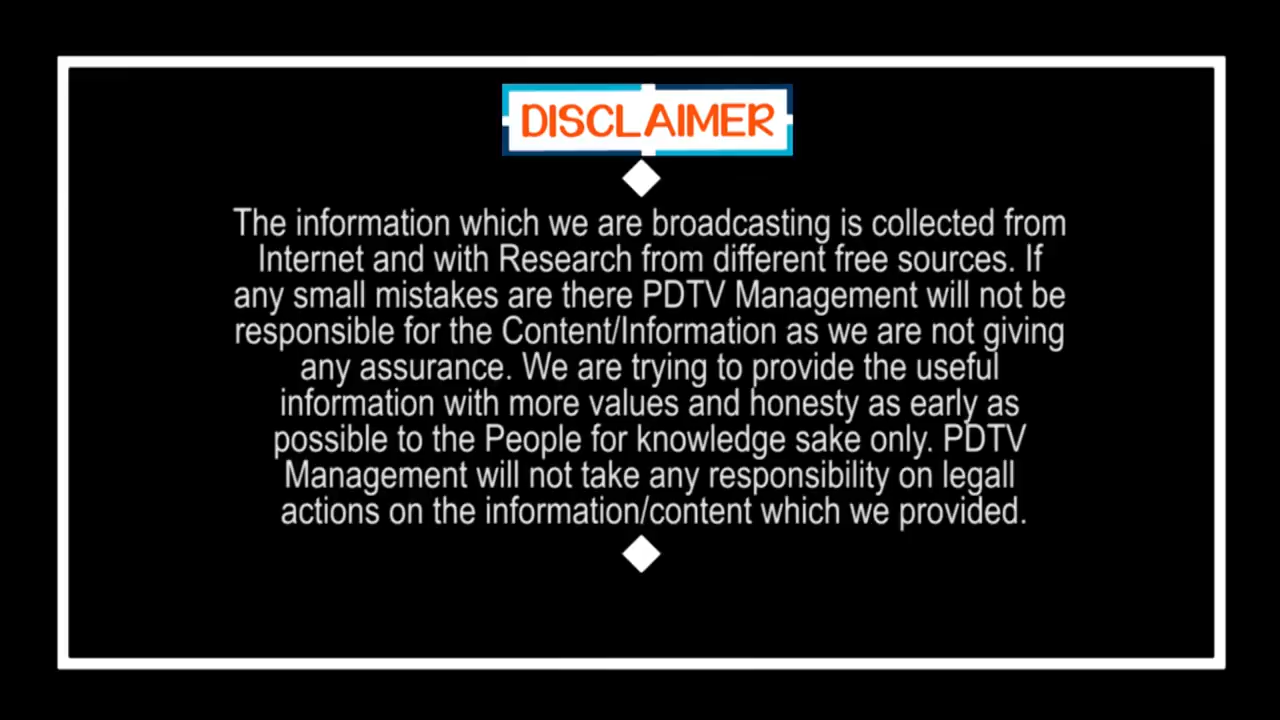 DISCLAIMER
The information which we are broadcasting is collected from
Internet and with Research from different free sources. If
any small mistakes are there PDTV Management will not be
responsible for the Content/Information as we are not giving
any assurance. We are trying to provide the useful
information with more values and honesty as early as
possible to the People for knowledge sake only. PDTV
Management will not take any responsibility on legall
actions on the information/content which we provided.